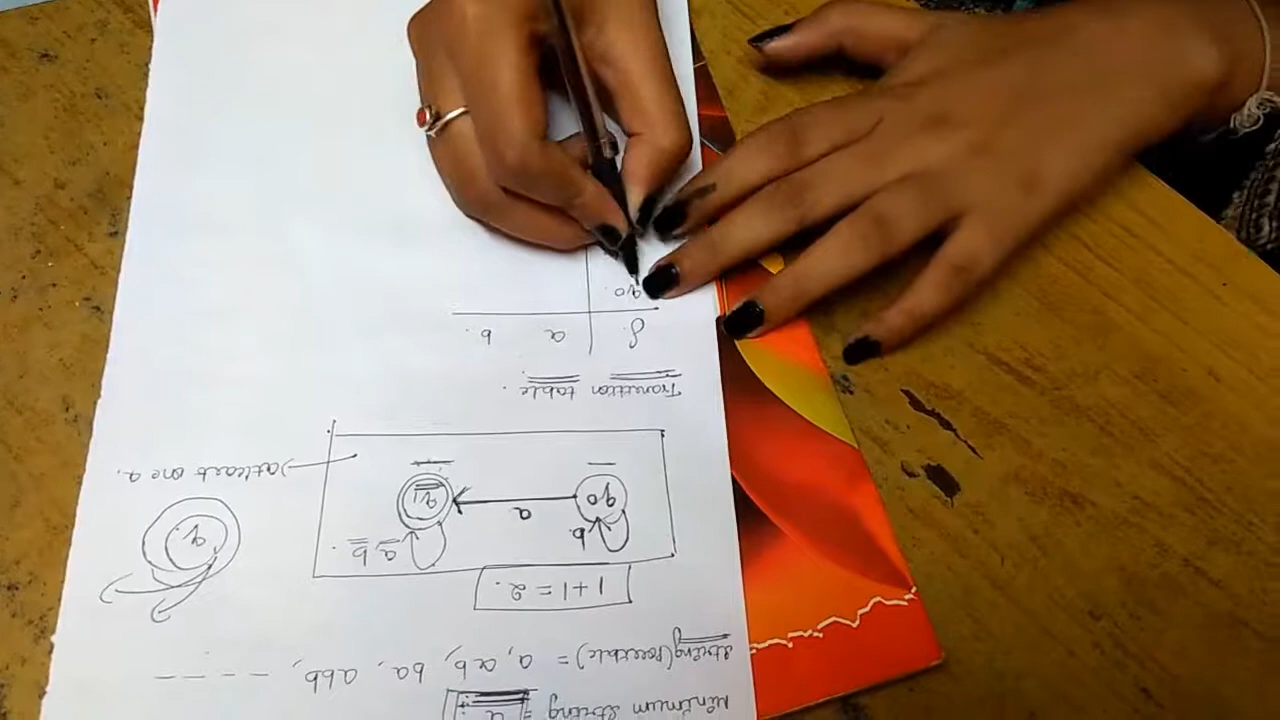 Minimum string = a
string (Possible) = a, ab, ba, abb, - - - -
1+1=2.
b a,b.
q0 a q1
q.
atleast one a.
Transition table.
δ. a b.
q0.